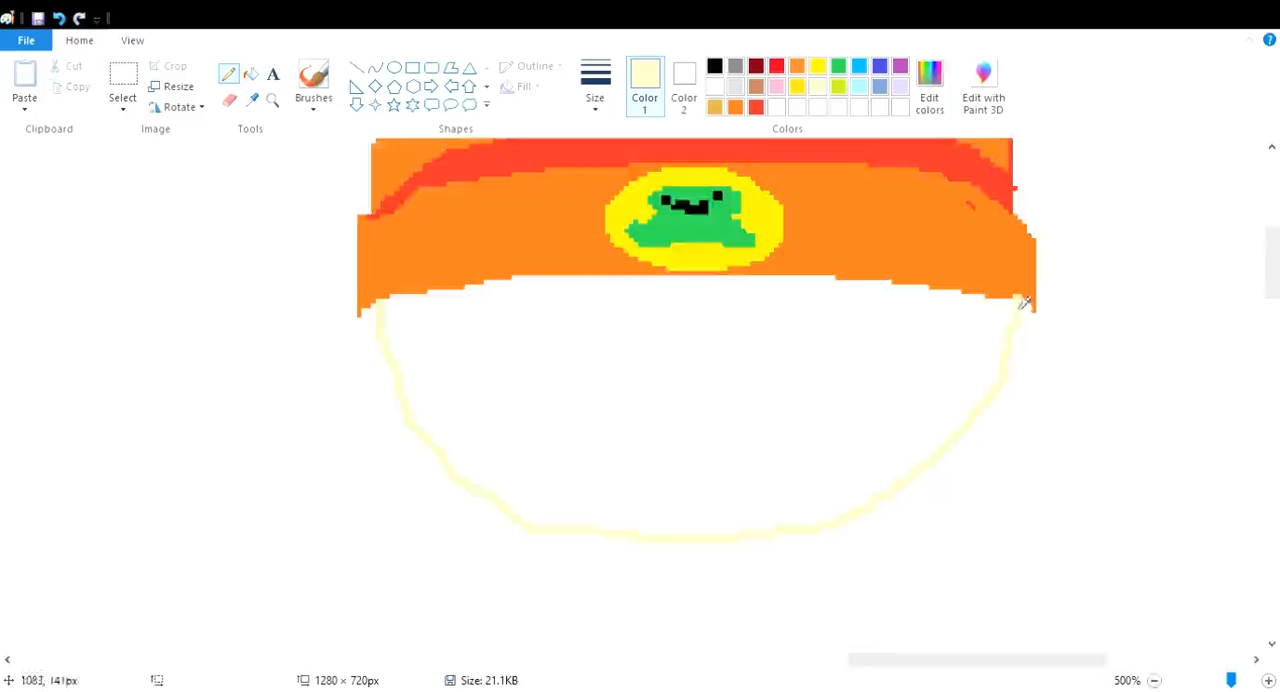 File Home View
Paste Cut Copy
Clipboard
Select Crop Resize Rotate
Image
A
Tools
Brushes
Outline
Fill
Shapes
Size
Color 1
Color 2
Edit colors
Edit with Paint 3D
Colors
1280 × 720px
Size: 21.1KB
500%